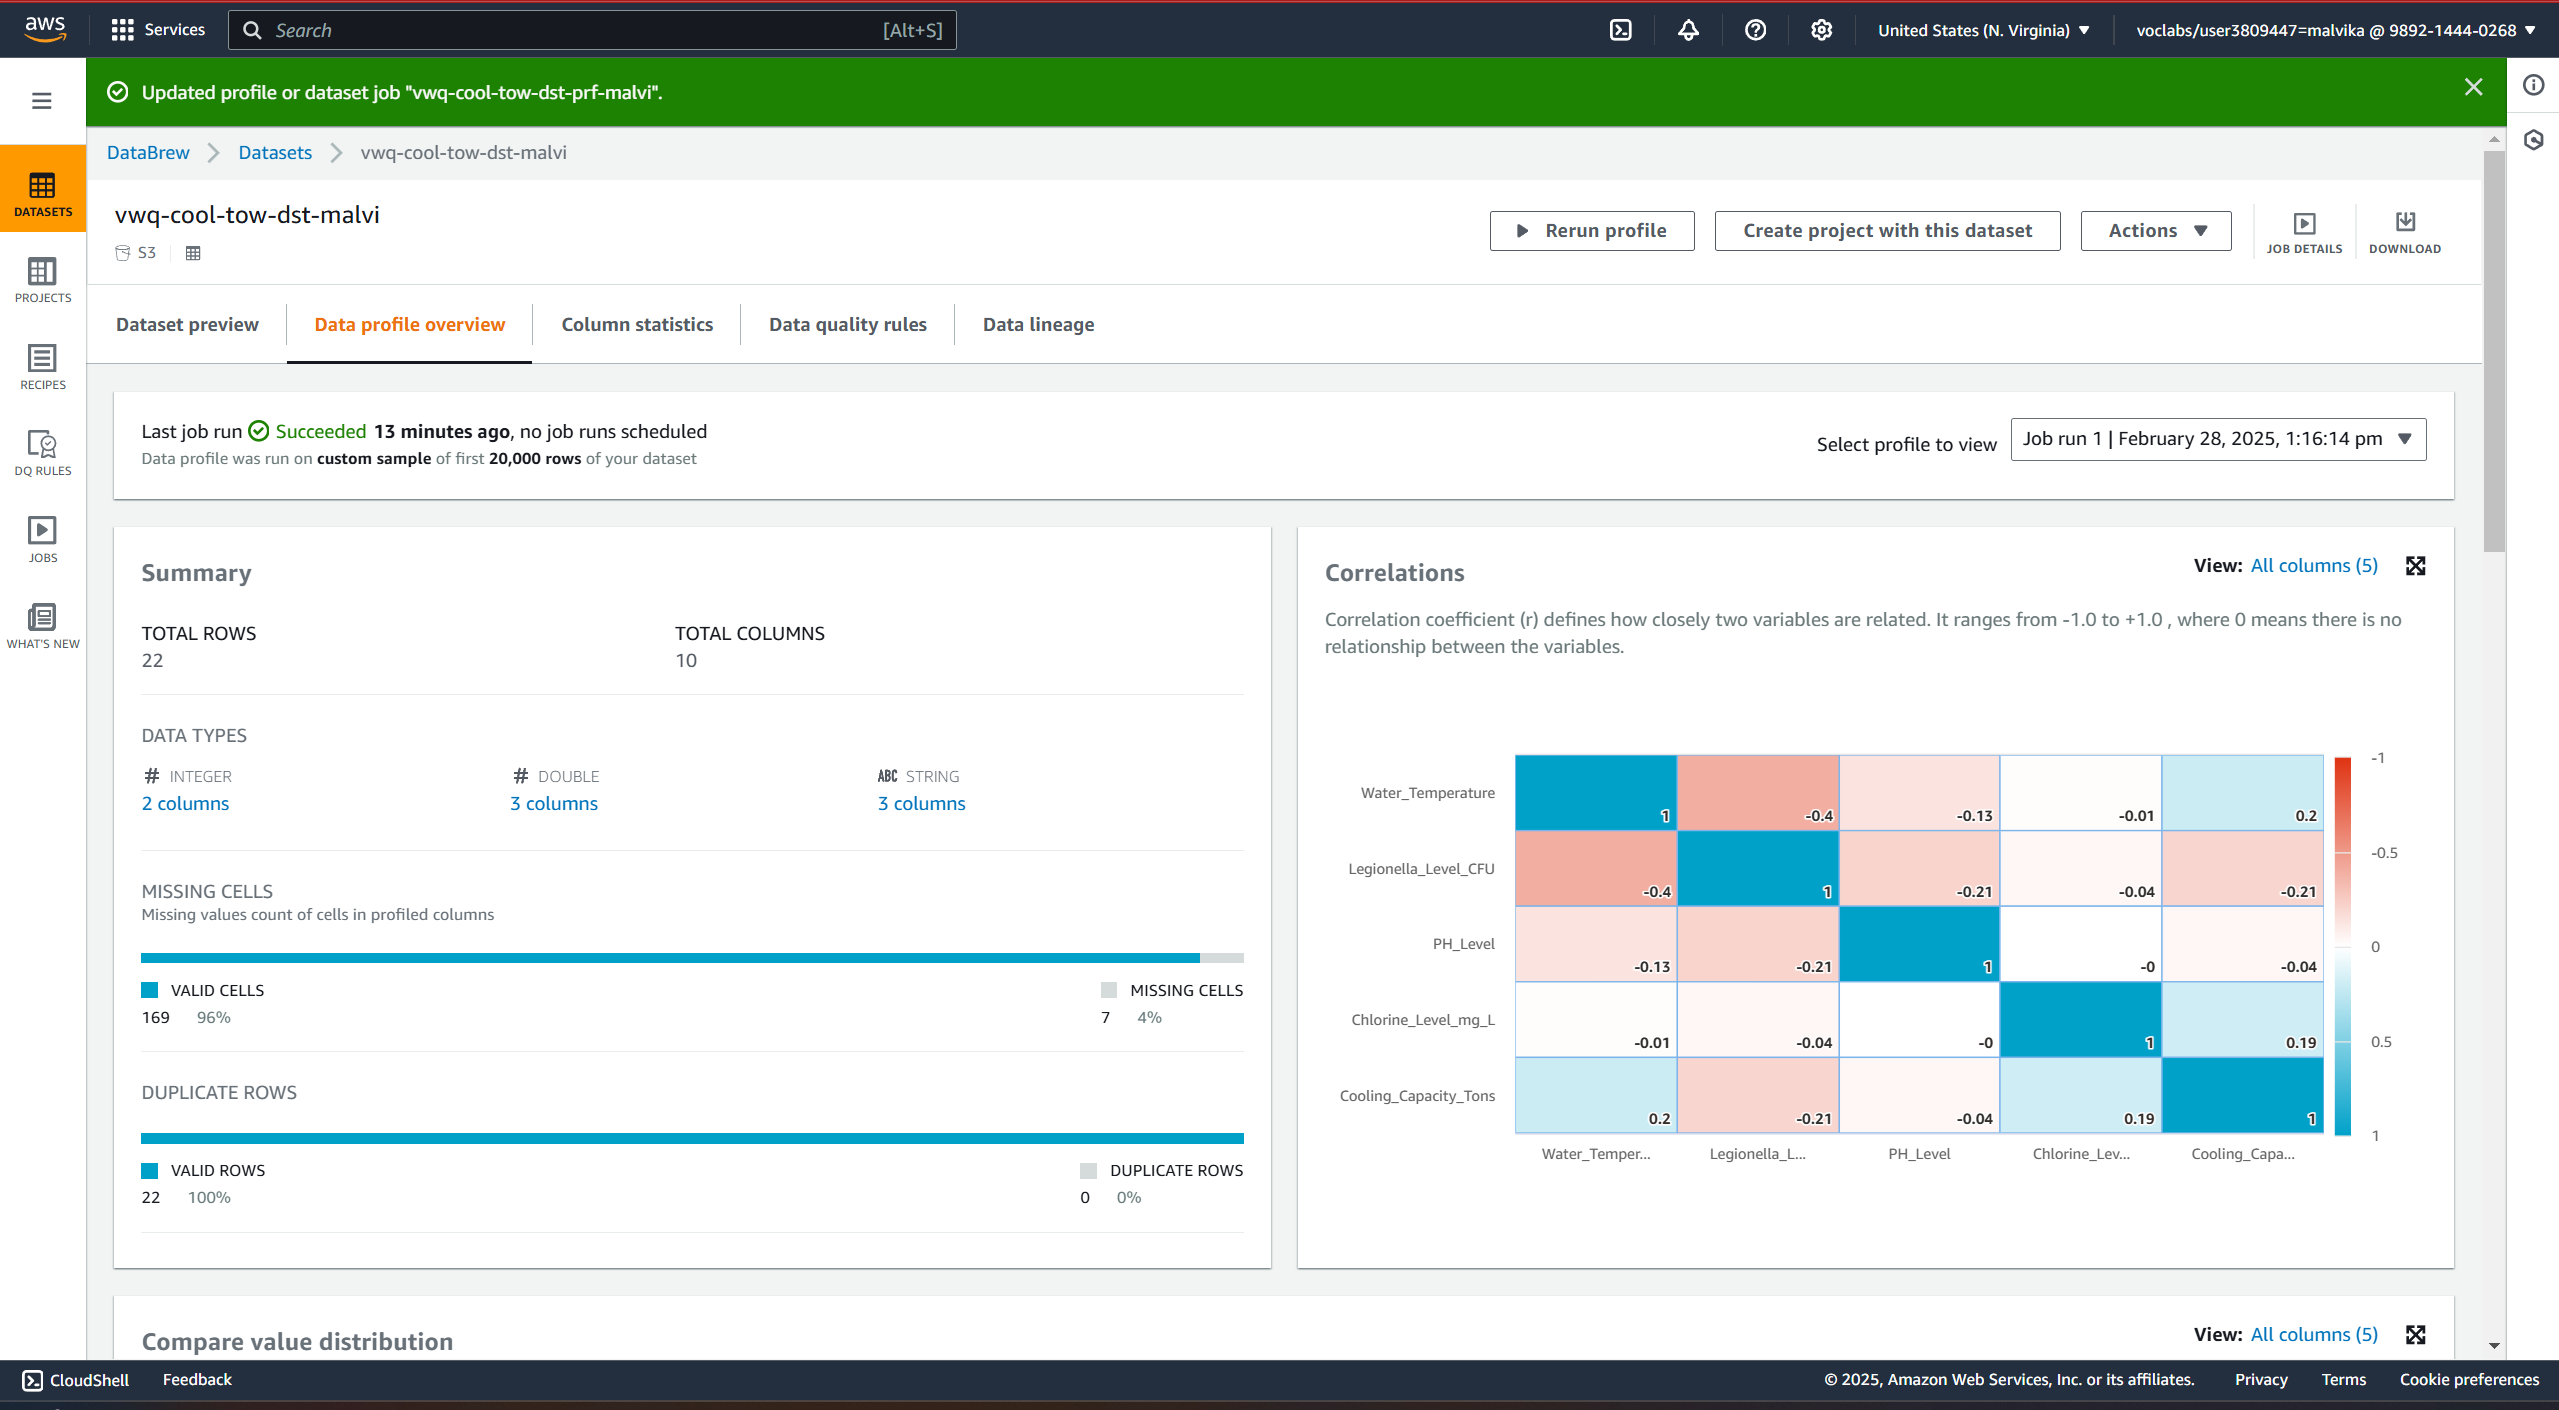 aws
Services
Search [Alt+S]
United States (N. Virginia)
voclabs/user3809447=malvika @ 9892-1444-0268
Updated profile or dataset job "vwq-cool-tow-dst-prf-malvi".
DataBrew
Datasets
vwq-cool-tow-dst-malvi
DATASETS
PROJECTS
RECIPES
DQ RULES
JOBS
WHAT'S NEW
vwq-cool-tow-dst-malvi
S3
Rerun profile
Create project with this dataset
Actions
JOB DETAILS
DOWNLOAD
Dataset preview
Data profile overview
Column statistics
Data quality rules
Data lineage
Last job run Succeeded 13 minutes ago, no job runs scheduled
Data profile was run on custom sample of first 20,000 rows of your dataset
Select profile to view
Job run 1 | February 28, 2025, 1:16:14 pm
Summary
TOTAL ROWS
22
TOTAL COLUMNS
10
DATA TYPES
# INTEGER
2 columns
# DOUBLE
3 columns
ABC STRING
3 columns
MISSING CELLS
Missing values count of cells in profiled columns
VALID CELLS
169 96%
MISSING CELLS
7 4%
DUPLICATE ROWS
VALID ROWS
22 100%
DUPLICATE ROWS
0 0%
Correlations
View: All columns (5)
Correlation coefficient (r) defines how closely two variables are related. It ranges from -1.0 to +1.0 , where 0 means there is no
relationship between the variables.
Water_Temperature 1 -0.4 -0.13 -0.01 0.2
Legionella_Level_CFU -0.4 1 -0.21 -0.04 -0.21
PH_Level -0.13 -0.21 1 -0 -0.04
Chlorine_Level_mg_L -0.01 -0.04 -0 1 0.19
Cooling_Capacity_Tons 0.2 -0.21 -0.04 0.19 1
Water_Temper... Legionella_L... PH_Level Chlorine_Lev... Cooling_Capa...
-1
-0.5
0
0.5
1
Compare value distribution
View: All columns (5)
CloudShell
Feedback
© 2025, Amazon Web Services, Inc. or its affiliates.
Privacy
Terms
Cookie preferences